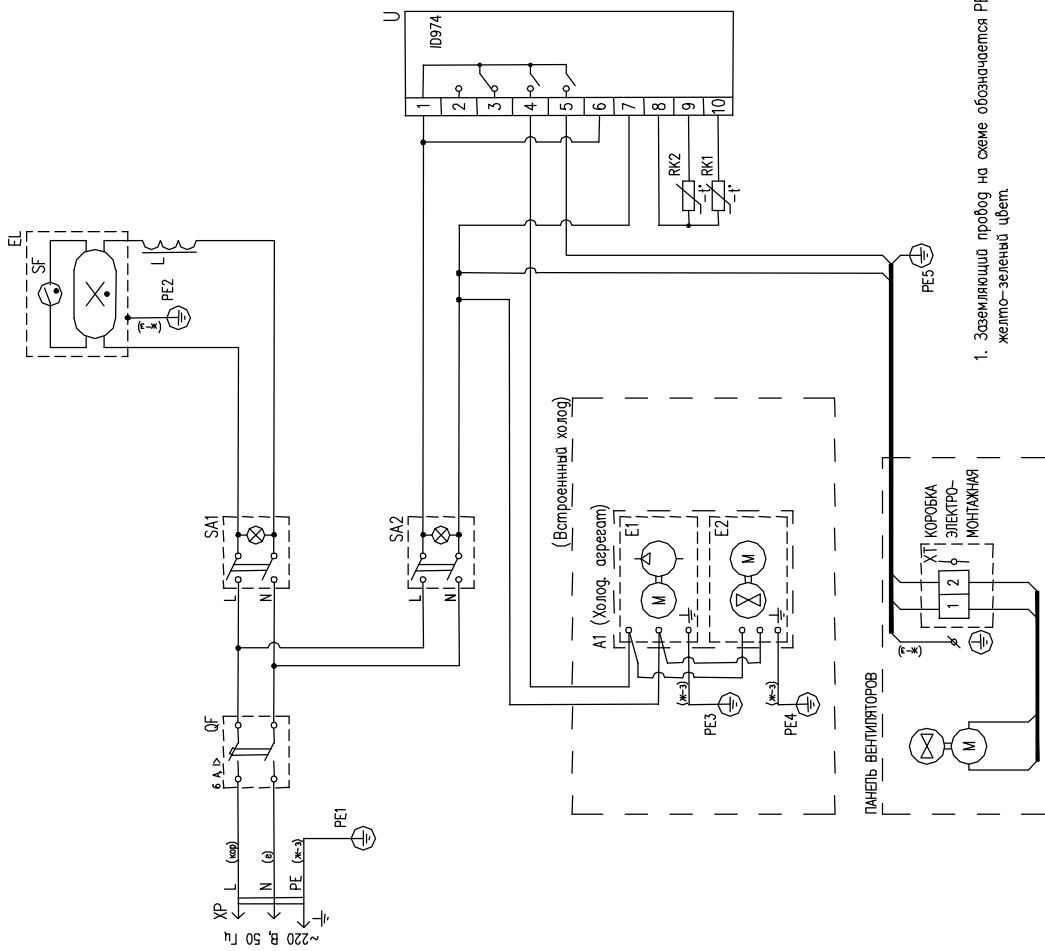 ~220 В, 50 Гц
XP
L (кор)
N (г)
PE (ж-з)
PE1
6 А, I>
QF
L
N
SA1
L
N
SA2
EL
SF
L
(ж-з)
PE2
U
ID974
1
2
3
4
5
6
7
8
9
10
RK2
-t°
RK1
-t°
(Встроенный холод)
A1 (Холод. агрегат)
E1
M
E2
M
(ж-з)
PE3
(ж-з)
PE4
PE5
ПАНЕЛЬ ВЕНТИЛЯТОРОВ
M
(ж-з)
1
2
XT
КОРОБКА
ЭЛЕКТРО-
МОНТАЖНАЯ
1. Заземляющий провод на схеме обозначается PE
желто-зеленый цвет.